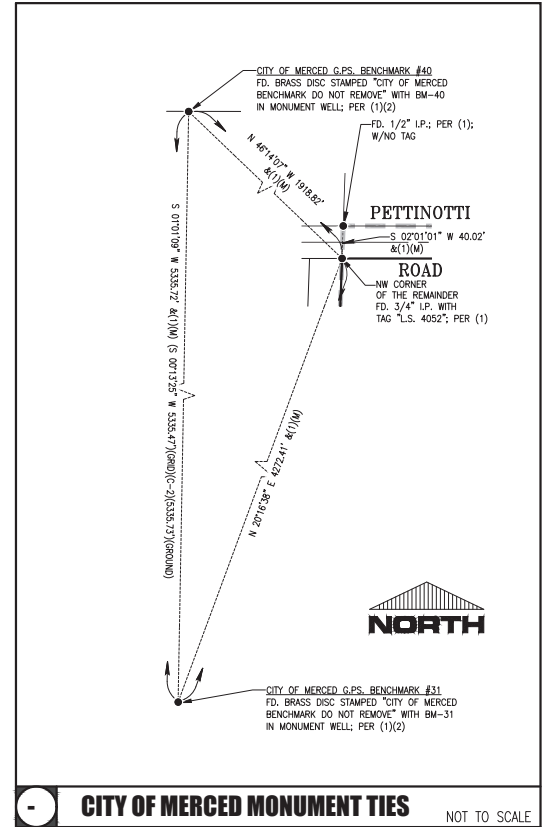 CITY OF MERCED G.P.S. BENCHMARK #40
FD. BRASS DISC STAMPED "CITY OF MERCED
BENCHMARK DO NOT REMOVE" WITH BM-40
IN MONUMENT WELL; PER (1)(2)
FD. 1/2" I.P.; PER (1);
W/NO TAG
N 46°14'07" W 1918.82'
&(1)(M)
PETTINOTTI
S 02°01'01" W 40.02'
&(1)(M)
ROAD
NW CORNER
OF THE REMAINDER
FD. 3/4" I.P. WITH
TAG "L.S. 4052"; PER (1)
S 01°01'09" W 5335.72' &(1)(M) (S 00°13'25" W 5335.47')(GRID)(C-2)(5335.73')(GROUND)
N 20°16'38" E 4272.41' &(1)(M)
NORTH
CITY OF MERCED G.P.S. BENCHMARK #31
FD. BRASS DISC STAMPED "CITY OF MERCED
BENCHMARK DO NOT REMOVE" WITH BM-31
IN MONUMENT WELL; PER (1)(2)
- CITY OF MERCED MONUMENT TIES NOT TO SCALE